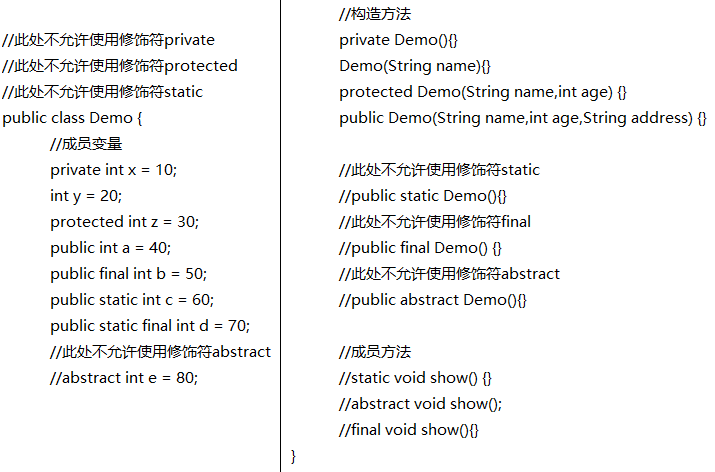 //此处不允许使用修饰符private
//此处不允许使用修饰符protected
//此处不允许使用修饰符static
public class Demo {
//成员变量
private int x = 10;
int y = 20;
protected int z = 30;
public int a = 40;
public final int b = 50;
public static int c = 60;
public static final int d = 70;
//此处不允许使用修饰符abstract
//abstract int e = 80;
//构造方法
private Demo(){}
Demo(String name){}
protected Demo(String name,int age) {}
public Demo(String name,int age,String address) {}
//此处不允许使用修饰符static
//public static Demo(){}
//此处不允许使用修饰符final
//public final Demo() {}
//此处不允许使用修饰符abstract
//public abstract Demo(){}
//成员方法
//static void show() {}
//abstract void show();
//final void show(){}
}